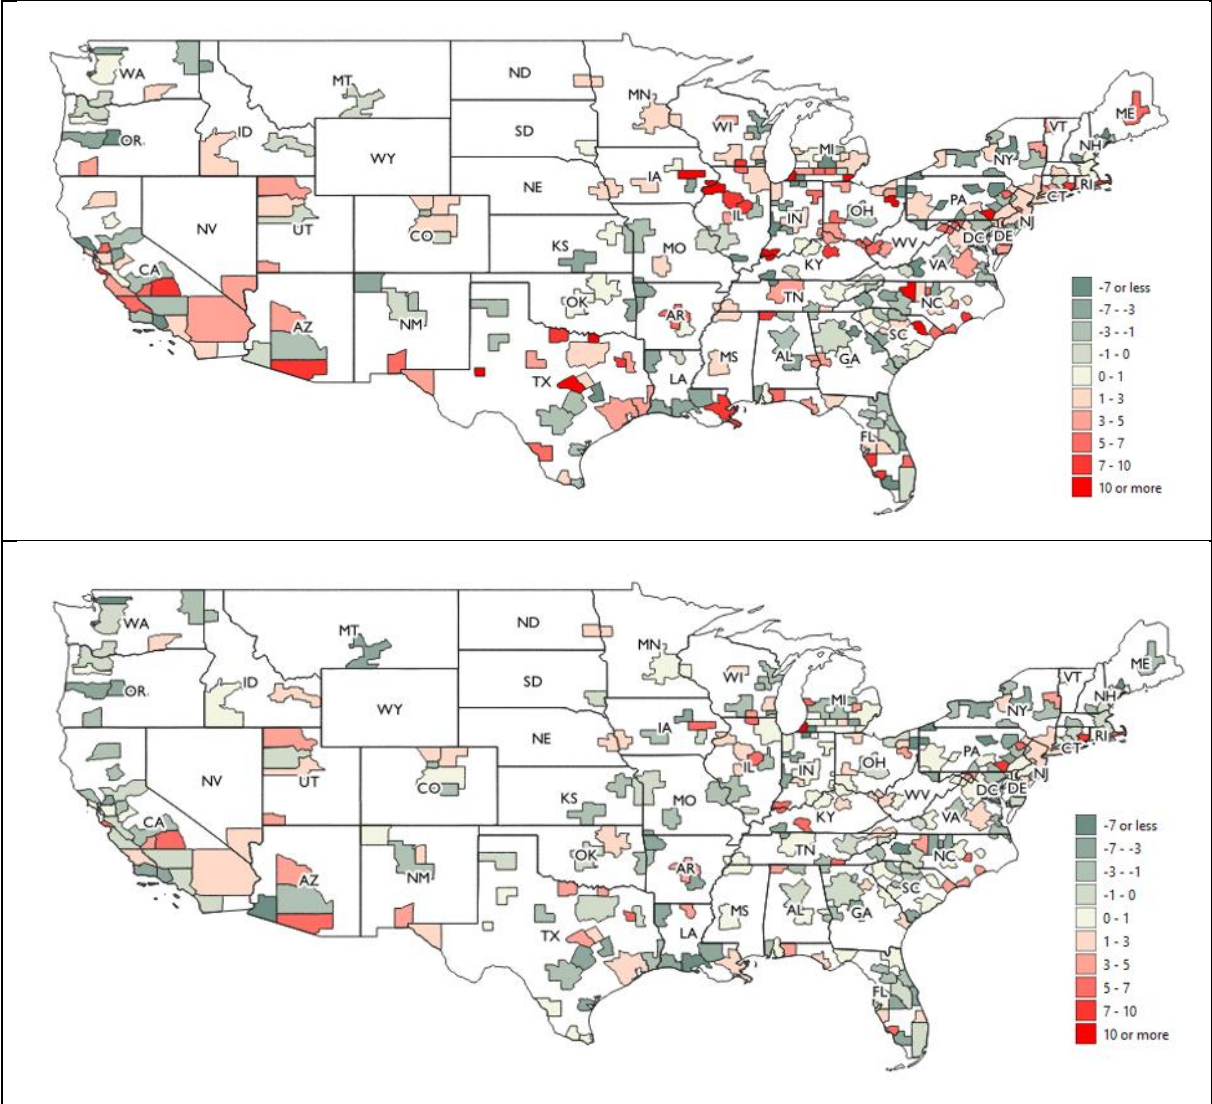 WA
MT
ND
MN
ME
VT
OR
ID
SD
WI
MI
NY
NH
WY
IA
CT
RI
NE
PA
NJ
NV
UT
CO
IL
IN
OH
DC
DE
KS
MO
WV
CA
KY
VA
AZ
NM
OK
AR
TN
NC
SC
TX
LA
MS
AL
GA
FL
-7 or less
-7 - -3
-3 - -1
-1 - 0
0 - 1
1 - 3
3 - 5
5 - 7
7 - 10
10 or more
WA
MT
ND
MN
ME
VT
OR
ID
SD
WI
MI
NY
NH
WY
IA
CT
RI
NE
PA
NJ
NV
UT
CO
IL
IN
OH
DC
DE
KS
MO
WV
CA
KY
VA
AZ
NM
OK
AR
TN
NC
SC
TX
LA
MS
AL
GA
FL
-7 or less
-7 - -3
-3 - -1
-1 - 0
0 - 1
1 - 3
3 - 5
5 - 7
7 - 10
10 or more